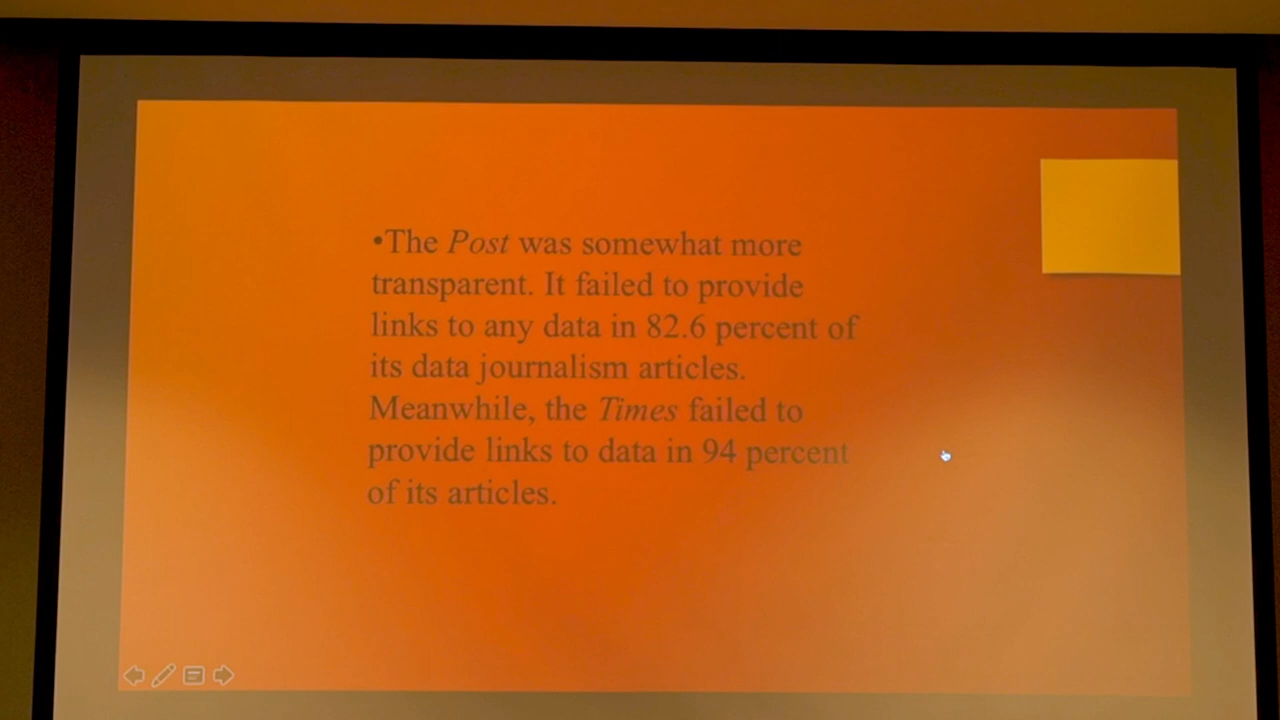 •The Post was somewhat more
transparent. It failed to provide
links to any data in 82.6 percent of
its data journalism articles.
Meanwhile, the Times failed to
provide links to data in 94 percent
of its articles.